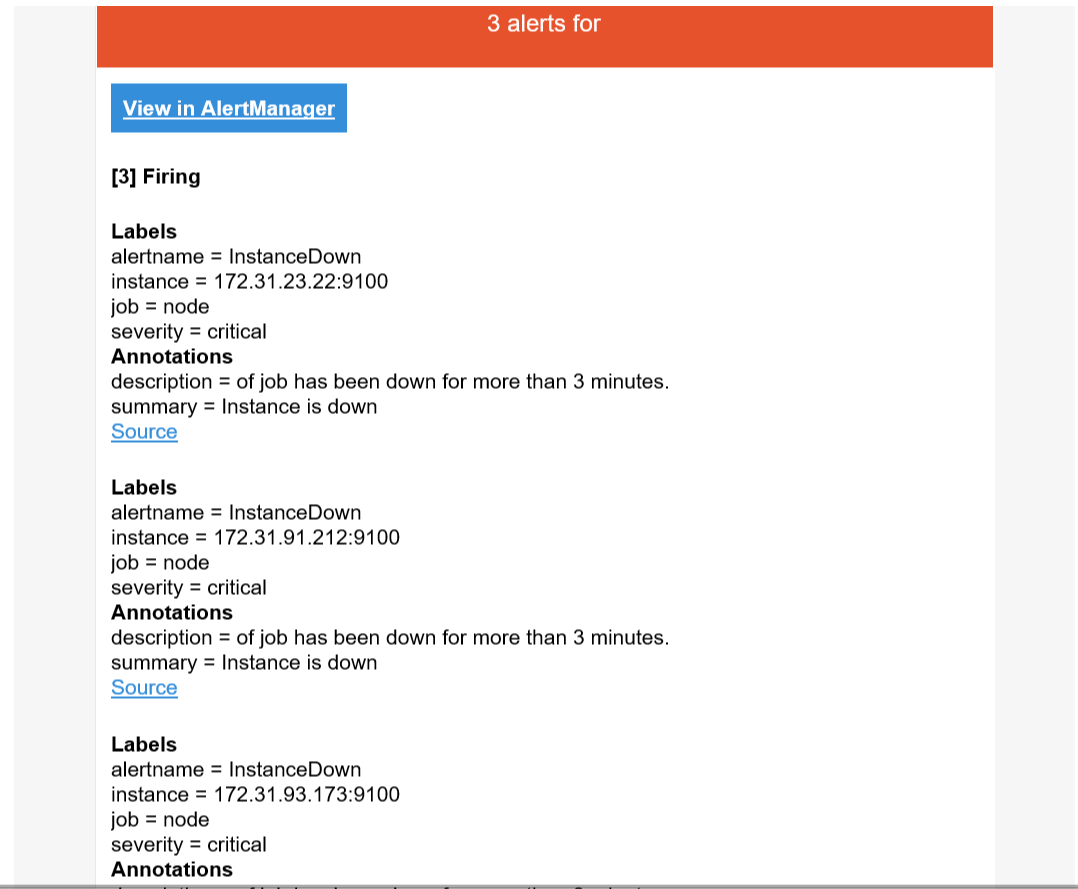 3 alerts for
View in AlertManager
[3] Firing
Labels
alertname = InstanceDown
instance = 172.31.23.22:9100
job = node
severity = critical
Annotations
description = of job has been down for more than 3 minutes.
summary = Instance is down
Source
Labels
alertname = InstanceDown
instance = 172.31.91.212:9100
job = node
severity = critical
Annotations
description = of job has been down for more than 3 minutes.
summary = Instance is down
Source
Labels
alertname = InstanceDown
instance = 172.31.93.173:9100
job = node
severity = critical
Annotations